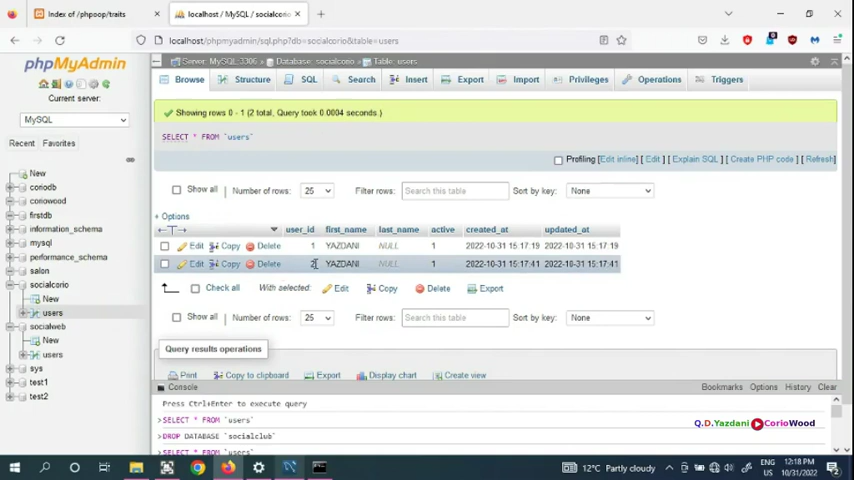 Index of /phpoop/traits
localhost / MySQL / socialcorio
localhost/phpmyadmin/sql.php?db=socialcorio&table=users
phpMyAdmin
Current server:
MySQL
Recent Favorites
New
coriodb
coriowood
firstdb
information_schema
mysql
performance_schema
salon
socialcorio
New
users
socialweb
New
users
sys
test1
test2
Server: MySQL:3306 » Database: socialcorio » Table: users
Browse Structure SQL Search Insert Export Import Privileges Operations Triggers
Showing rows 0 - 1 (2 total, Query took 0.0004 seconds.)
SELECT * FROM `users`
Profiling [Edit inline] [ Edit ] [ Explain SQL ] [ Create PHP code ] [ Refresh]
Show all Number of rows: 25 Filter rows: Search this table Sort by key: None
+ Options
user_id first_name last_name active created_at updated_at
Edit Copy Delete 1 YAZDANI NULL 1 2022-10-31 15:17:19 2022-10-31 15:17:19
Edit Copy Delete 2 YAZDANI NULL 1 2022-10-31 15:17:41 2022-10-31 15:17:41
Check all With selected: Edit Copy Delete Export
Show all Number of rows: 25 Filter rows: Search this table Sort by key: None
Query results operations
Print Copy to clipboard Export Display chart Create view
Console Bookmarks Options History Clear
Press Ctrl+Enter to execute query
>SELECT * FROM `users`
>DROP DATABASE `socialclub`
>SELECT * FROM `users`
Q.D.Yazdani CorioWood
12°C Partly cloudy
ENG
US
12:18 PM
10/31/2022
2